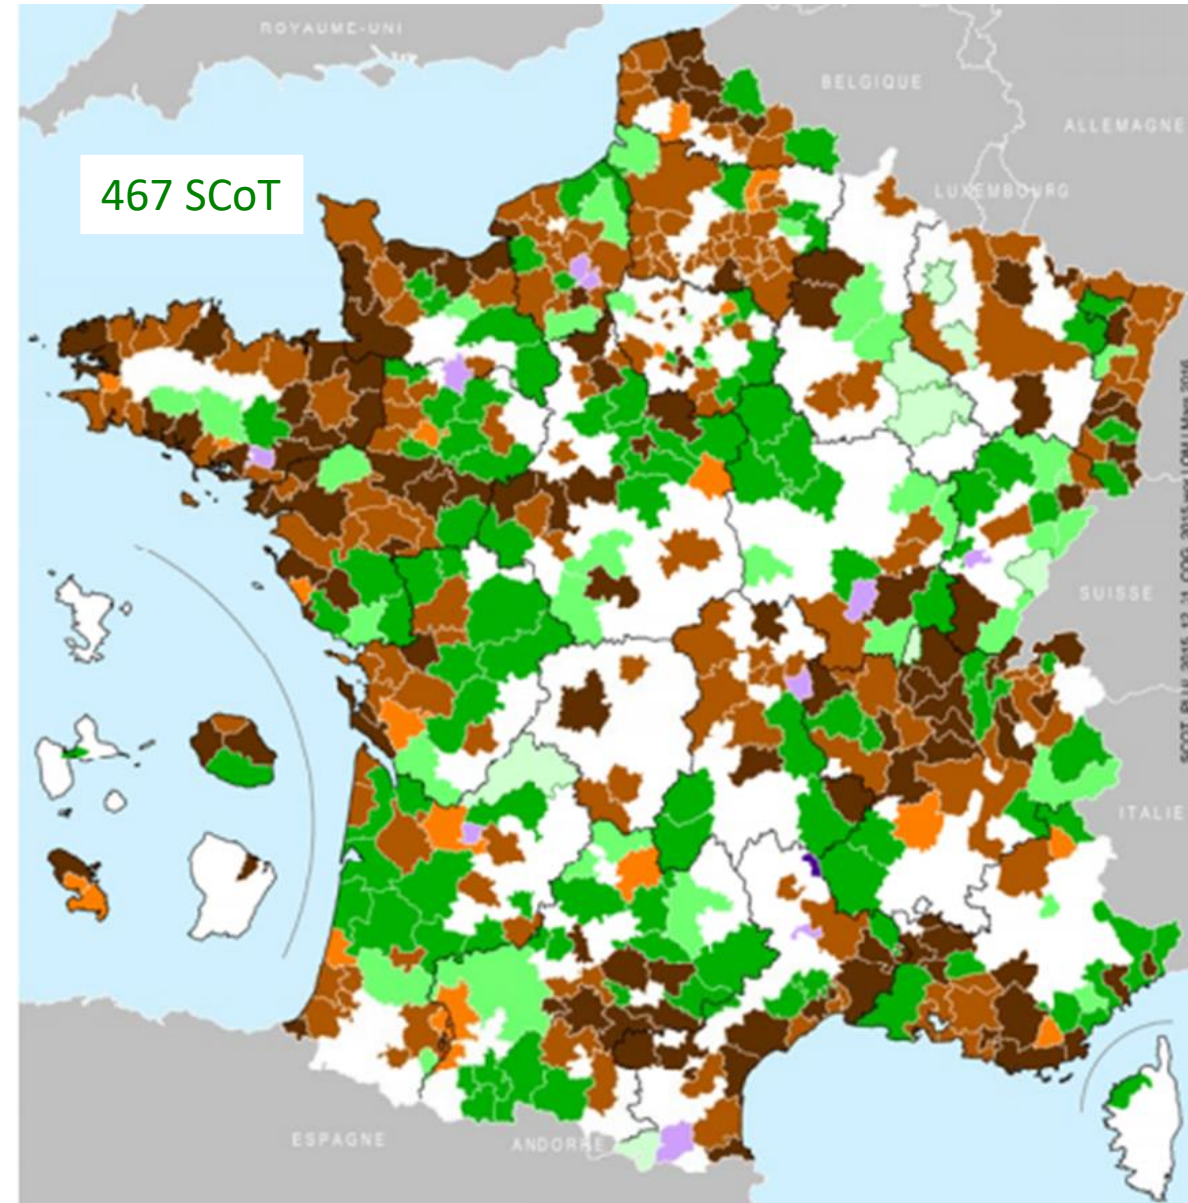 ROYAUME-UNI
BELGIQUE
ALLEMAGNE
467 SCoT
LUXEMBOURG
SUISSE
ITALIE
ESPAGNE
ANDORRE